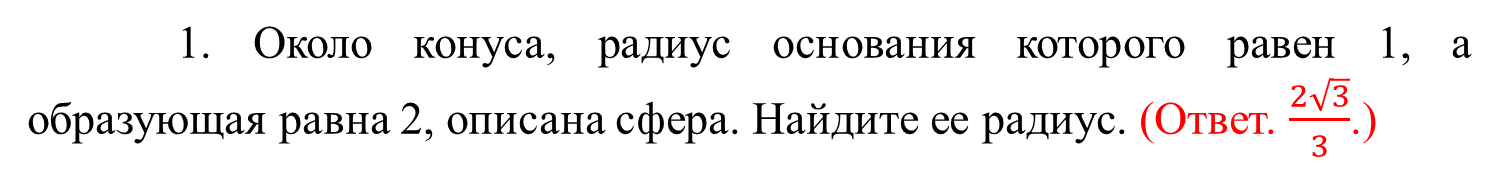 1. Около конуса, радиус основания которого равен 1, а
образующая равна 2, описана сфера. Найдите ее радиус. (Ответ. 2√3/3.)